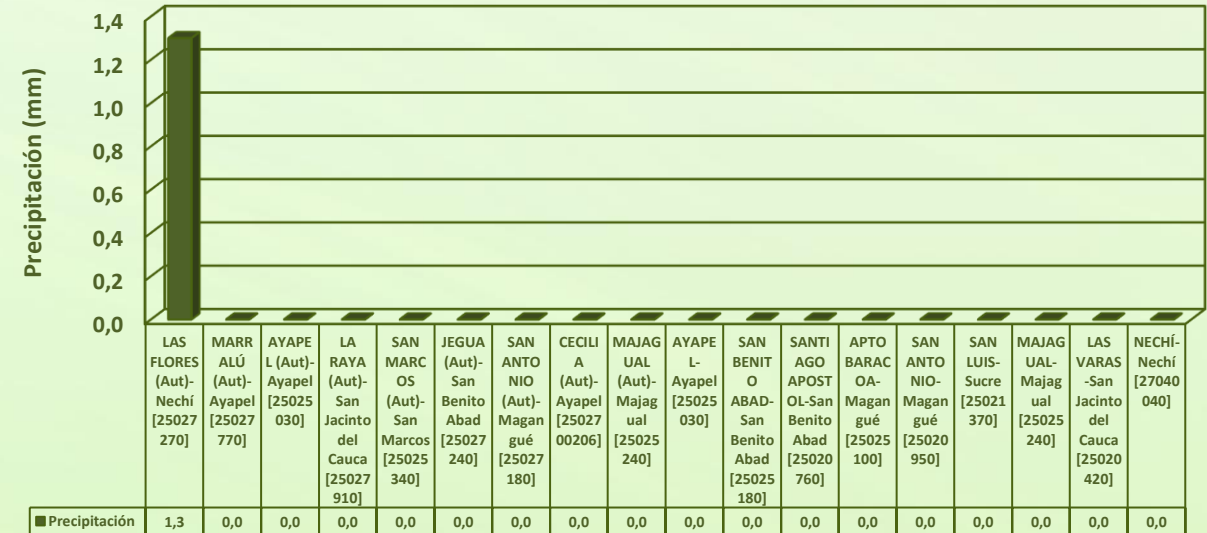 Precipitación (mm)
1,4
1,2
1,0
0,8
0,6
0,4
0,2
0,0
LAS
FLORES
(Aut)-
Nechí
[25027
270]
MARR
ALÚ
(Aut)-
Ayapel
[25027
770]
AYAPE
L (Aut)-
Ayapel
[25025
030]
LA
RAYA
(Aut)-
San
Jacinto
del
Cauca
[25027
910]
SAN
MARC
OS
(Aut)-
San
Marcos
[25025
340]
JEGUA
(Aut)-
San
Benito
Abad
[25027
240]
SAN
ANTO
NIO
(Aut)-
Magan
gué
[25027
180]
CECILI
A
(Aut)-
Ayapel
[25027
00206]
MAJAG
UAL
(Aut)-
Majag
ual
[25025
240]
AYAPE
L-
Ayapel
[25025
030]
SAN
BENIT
O
ABAD-
San
Benito
Abad
[25025
180]
SANTI
AGO
APOST
OL-San
Benito
Abad
[25020
760]
APTO
BARAC
OA-
Magan
gué
[25025
100]
SAN
ANTO
NIO-
Magan
gué
[25020
950]
SAN
LUIS-
Sucre
[25021
370]
MAJAG
UAL-
Majag
ual
[25025
240]
LAS
VARAS
-San
Jacinto
del
Cauca
[25020
420]
NECHÍ-
Nechí
[27040
040]
Precipitación 1,3 0,0 0,0 0,0 0,0 0,0 0,0 0,0 0,0 0,0 0,0 0,0 0,0 0,0 0,0 0,0 0,0 0,0